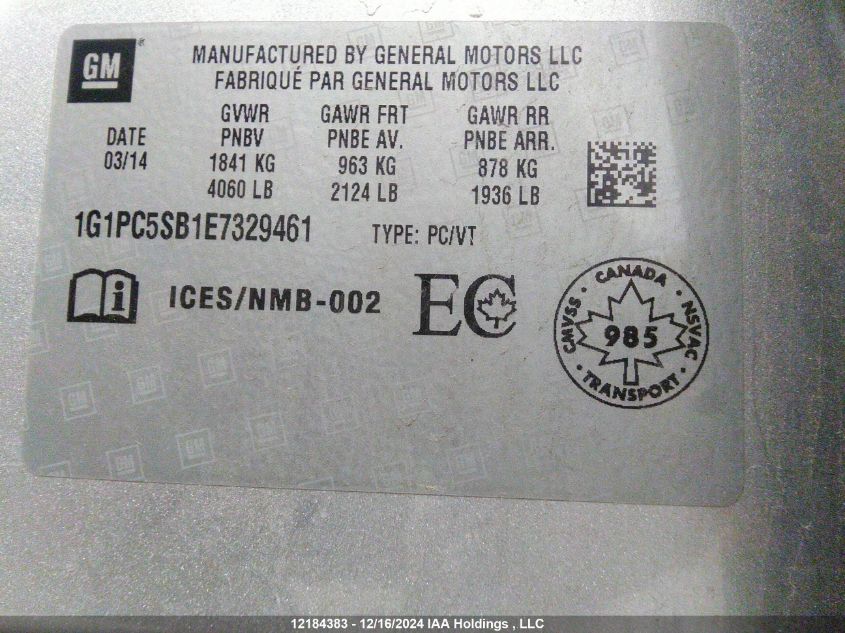 GM
MANUFACTURED BY GENERAL MOTORS LLC
FABRIQUÉ PAR GENERAL MOTORS LLC
GVWR GAWR FRT GAWR RR
DATE PNBV PNBE AV. PNBE ARR.
03/14 1841 KG 963 KG 878 KG
4060 LB 2124 LB 1936 LB
1G1PC5SB1E7329461 TYPE: PC/VT
i ICES/NMB-002 EC
CANADA
CMVSS 985 NSVAC
TRANSPORT
12184383 - 12/16/2024 IAA Holdings , LLC